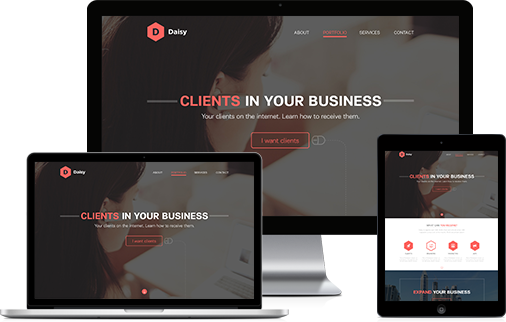 D Daisy
ABOUT PORTFOLIO SERVICES CONTACT
CLIENTS IN YOUR BUSINESS
Your clients on the internet. Learn how to receive them.
I want clients
D Daisy
ABOUT PORTFOLIO SERVICES CONTACT
CLIENTS IN YOUR BUSINESS
Your clients on the internet. Learn how to receive them.
I want clients
Daisy
CLIENTS IN YOUR BUSINESS
EXPAND YOUR BUSINESS